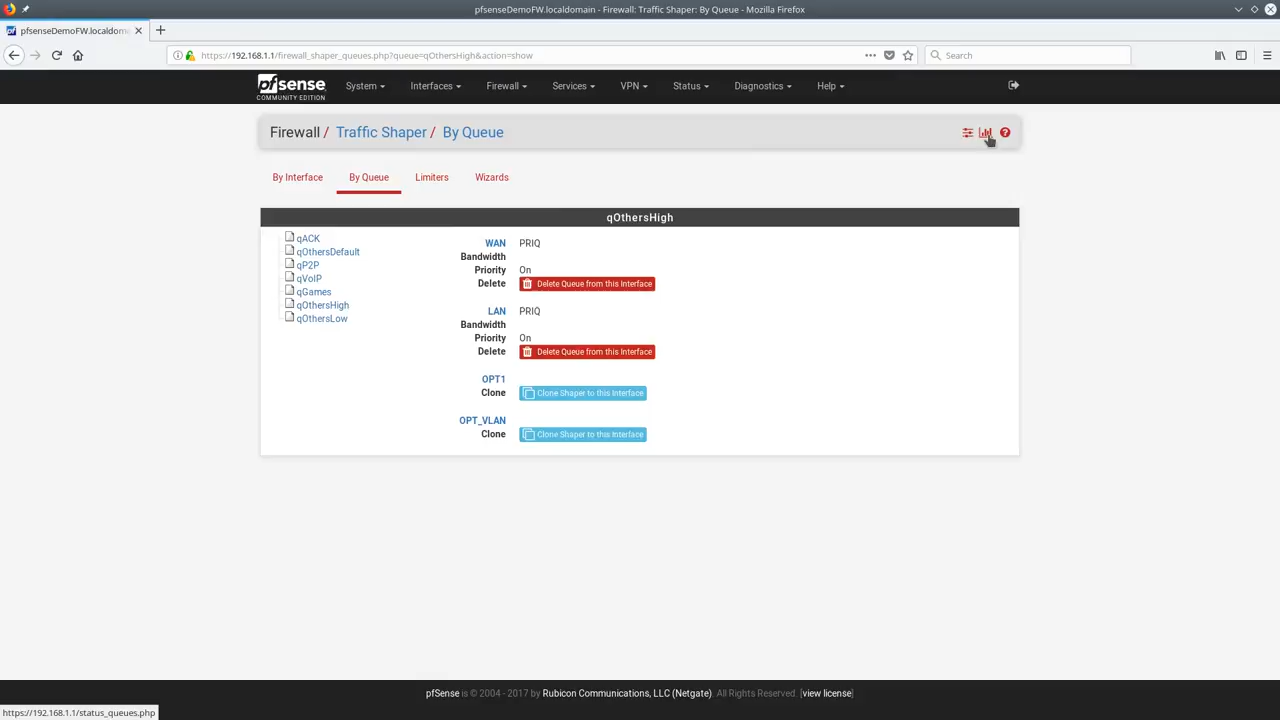 pfsenseDemoFW.localdomain - Firewall: Traffic Shaper: By Queue - Mozilla Firefox
pfsenseDemoFW.localdoma
https://192.168.1.1/firewall_shaper_queues.php?queue=qOthersHigh&action=show
Search
pfsense
COMMUNITY EDITION
System
Interfaces
Firewall
Services
VPN
Status
Diagnostics
Help
Firewall / Traffic Shaper / By Queue
By Interface
By Queue
Limiters
Wizards
qOthersHigh
qACK
qOthersDefault
qP2P
qVoIP
qGames
qOthersHigh
qOthersLow
WAN PRIQ
Bandwidth
Priority On
Delete Delete Queue from this Interface
LAN PRIQ
Bandwidth
Priority On
Delete Delete Queue from this Interface
OPT1
Clone Clone Shaper to this Interface
OPT_VLAN
Clone Clone Shaper to this Interface
pfSense is © 2004 - 2017 by Rubicon Communications, LLC (Netgate). All Rights Reserved. [view license]
https://192.168.1.1/status_queues.php